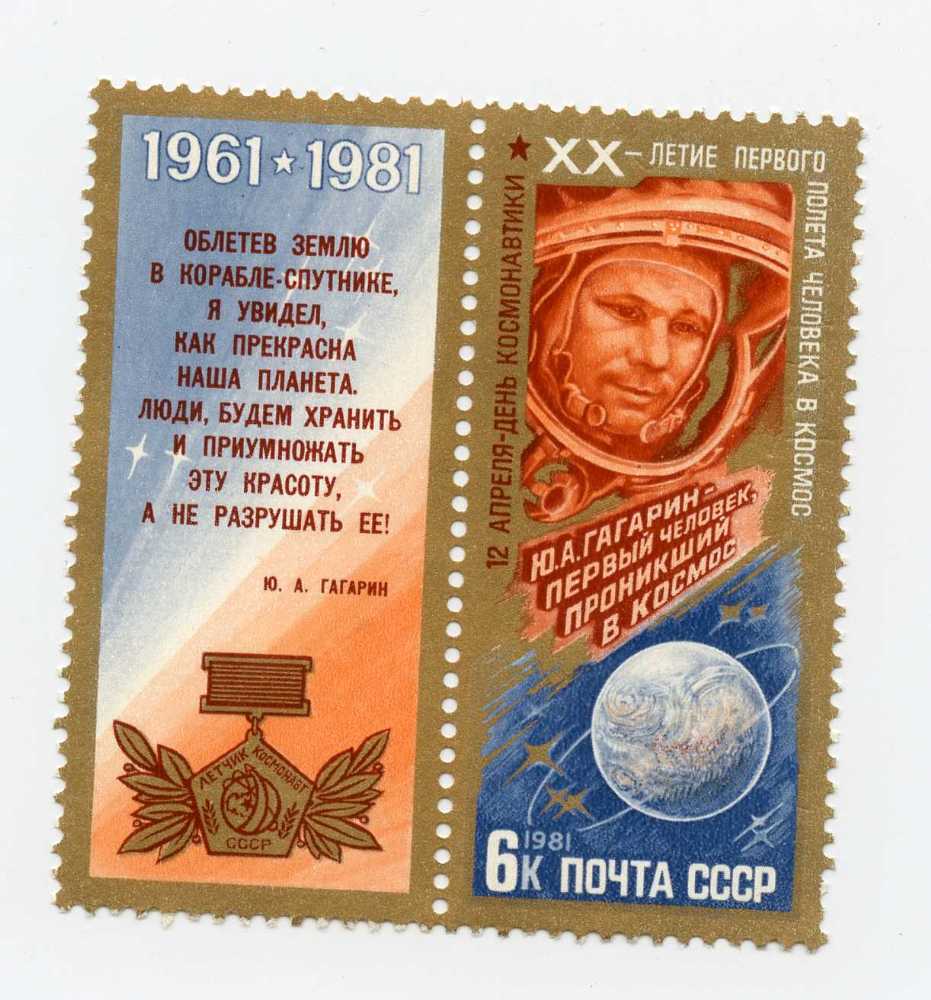 1961 ★ 1981
ОБЛЕТЕВ ЗЕМЛЮ
В КОРАБЛЕ-СПУТНИКЕ,
Я УВИДЕЛ,
КАК ПРЕКРАСНА
НАША ПЛАНЕТА.
ЛЮДИ, БУДЕМ ХРАНИТЬ
И ПРИУМНОЖАТЬ
ЭТУ КРАСОТУ,
А НЕ РАЗРУШАТЬ ЕЕ!
Ю. А. ГАГАРИН
ЛЕТЧИК КОСМОНАВТ
СССР
12 АПРЕЛЯ-ДЕНЬ КОСМОНАВТИКИ
★ XX – ЛЕТИЕ ПЕРВОГО
ПОЛЕТА ЧЕЛОВЕКА В КОСМОС
Ю.А.ГАГАРИН-
ПЕРВЫЙ ЧЕЛОВЕК,
ПРОНИКШИЙ
В КОСМОС
1981
6К ПОЧТА СССР